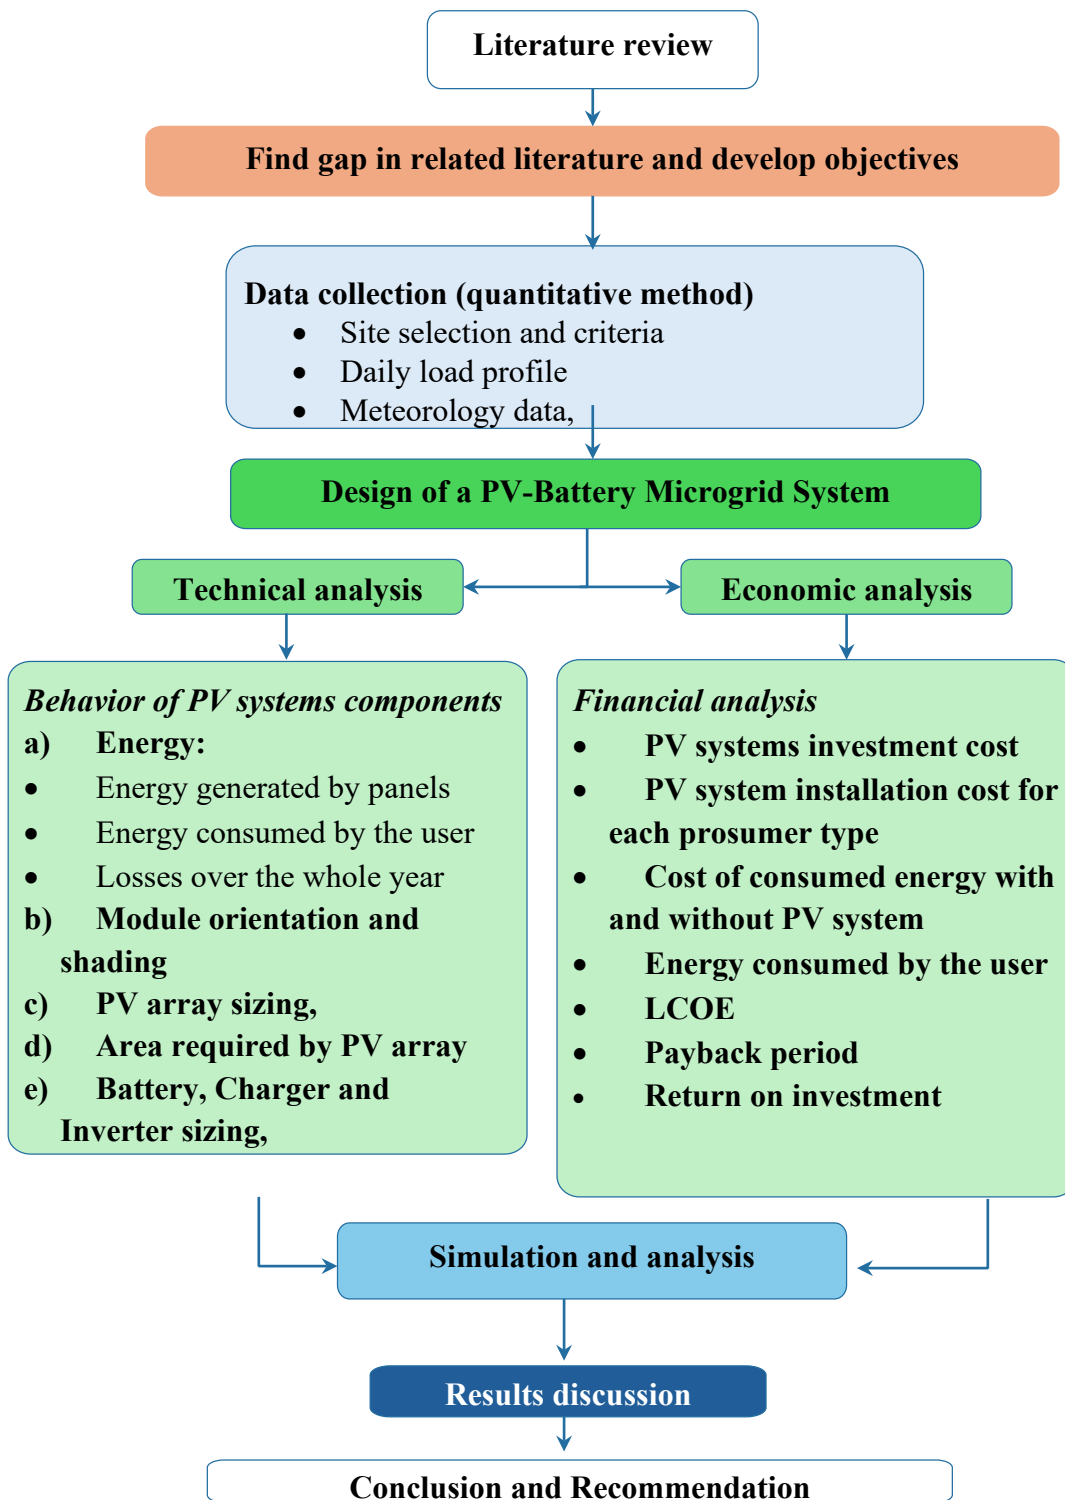 Literature review
Find gap in related literature and develop objectives
Data collection (quantitative method)
• Site selection and criteria
• Daily load profile
• Meteorology data,
Design of a PV-Battery Microgrid System
Technical analysis
Economic analysis
Behavior of PV systems components
a) Energy:
• Energy generated by panels
• Energy consumed by the user
• Losses over the whole year
b) Module orientation and
shading
c) PV array sizing,
d) Area required by PV array
e) Battery, Charger and
Inverter sizing,
Financial analysis
• PV systems investment cost
• PV system installation cost for
each prosumer type
• Cost of consumed energy with
and without PV system
• Energy consumed by the user
• LCOE
• Payback period
• Return on investment
Simulation and analysis
Results discussion
Conclusion and Recommendation